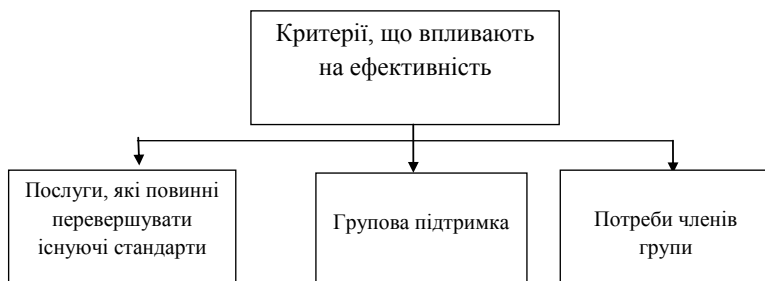 Критерії, що впливають
на ефективність
Послуги, які повинні
перевершувати
існуючі стандарти
Групова підтримка
Потреби членів
групи